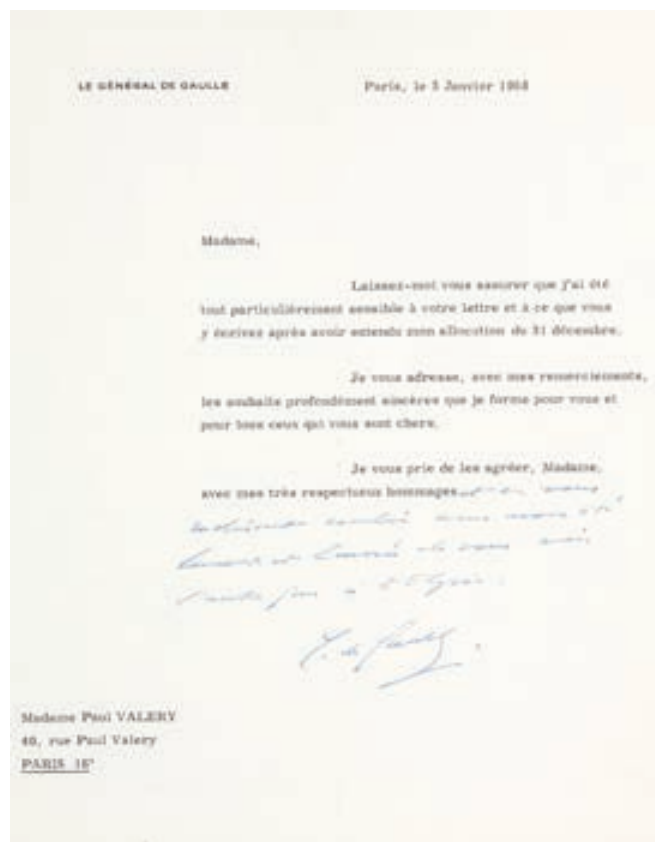 LE GÉNÉRAL DE GAULLE
Paris, le 5 Janvier 1968
Madame,
Laissez-moi vous assurer que j'ai été
tout particulièrement sensible à votre lettre et à ce que vous
y écrivez après avoir entendu mon allocution du 31 décembre.
Je vous adresse, avec mes remerciements,
les souhaits profondément sincères que je forme pour vous et
pour tous ceux qui vous sont chers.
Je vous prie de les agréer, Madame,
avec mes très respectueux hommages
C. de Gaulle.
Madame Paul VALERY
40, rue Paul Valery
PARIS 16°